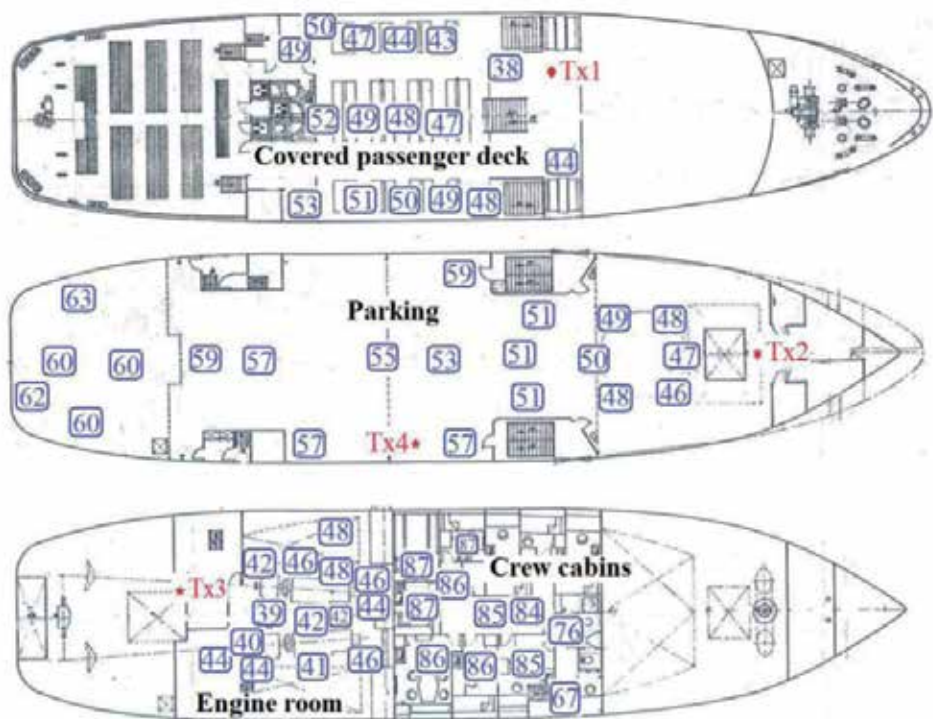 50 47 44 43
49
38 Tx1
52 49 48 47
Covered passenger deck 44
53 51 50 49 48
59
63
Parking 51 49 48
60 60 59 57 55 53 51 50 47 Tx2
62 51 48 46
60
57 Tx4 57
48 87
42 46 48 46 87 86 Crew cabins
Tx3 39 42 42 44 87 85 84
40 76
44 44 41 46 86 86 85
Engine room 67